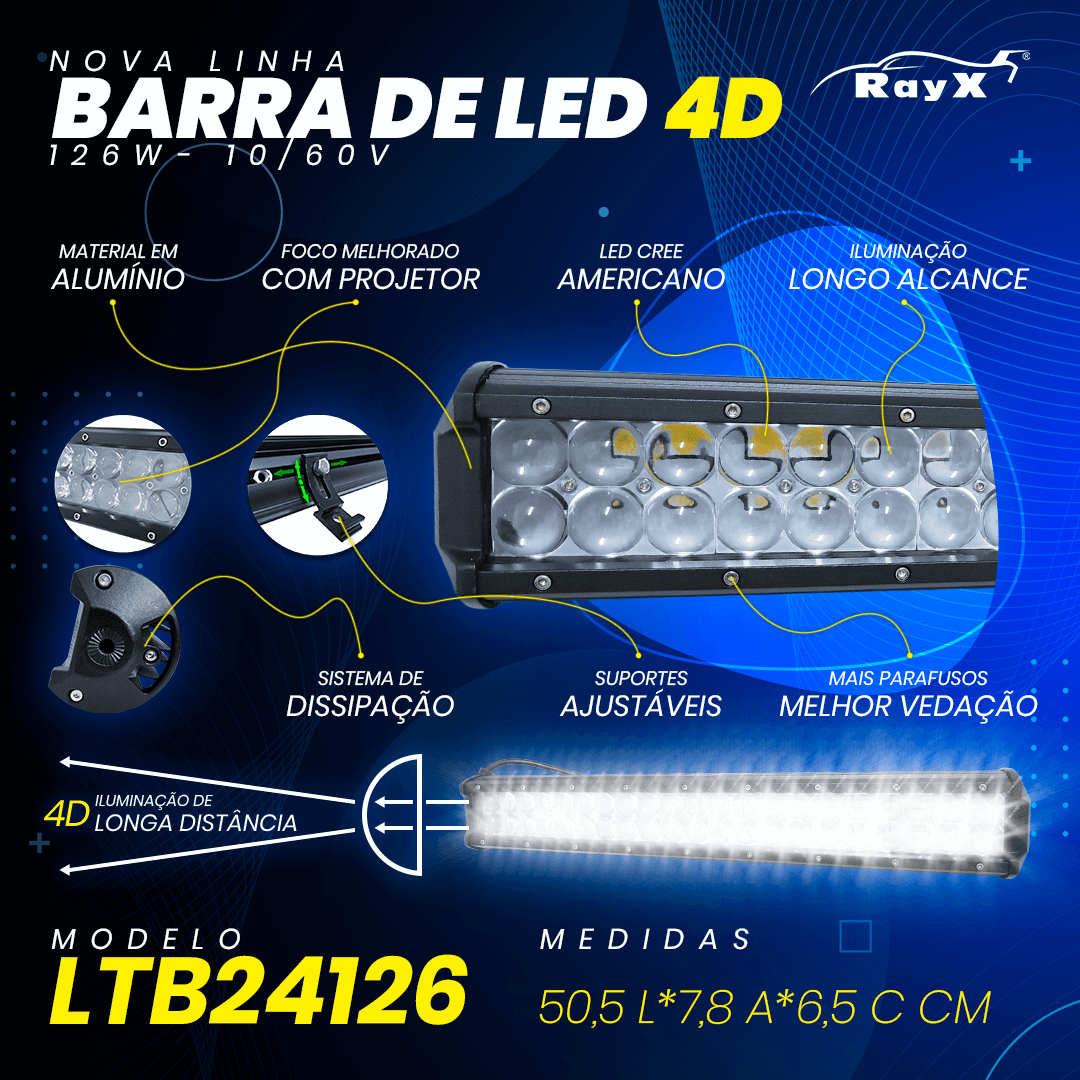 NOVA LINHA
BARRA DE LED 4D
126W- 10/60V
RayX®
MATERIAL EM
ALUMÍNIO
FOCO MELHORADO
COM PROJETOR
LED CREE
AMERICANO
ILUMINAÇÃO
LONGO ALCANCE
SISTEMA DE
DISSIPAÇÃO
SUPORTES
AJUSTÁVEIS
MAIS PARAFUSOS
MELHOR VEDAÇÃO
4D
ILUMINAÇÃO DE
LONGA DISTÂNCIA
MODELO
LTB24126
MEDIDAS
50,5 L*7,8 A*6,5 C CM